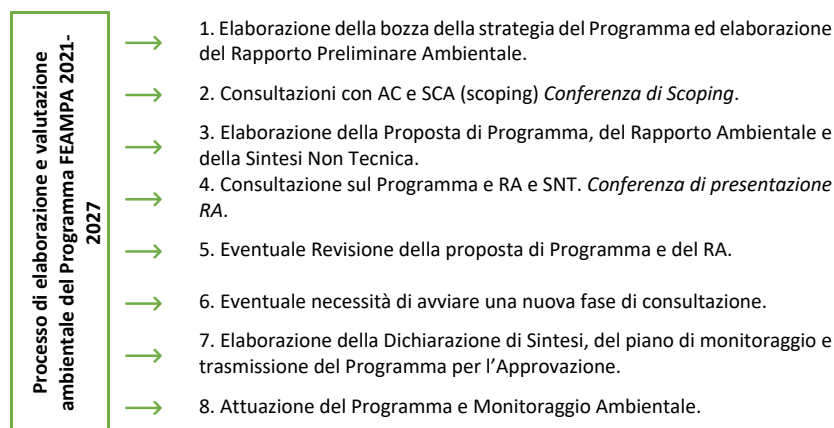 Processo di elaborazione e valutazione
ambientale del Programma FEAMPA 2021-
2027
1. Elaborazione della bozza della strategia del Programma ed elaborazione
del Rapporto Preliminare Ambientale.
2. Consultazioni con AC e SCA (scoping) Conferenza di Scoping.
3. Elaborazione della Proposta di Programma, del Rapporto Ambientale e
della Sintesi Non Tecnica.
4. Consultazione sul Programma e RA e SNT. Conferenza di presentazione
RA.
5. Eventuale Revisione della proposta di Programma e del RA.
6. Eventuale necessità di avviare una nuova fase di consultazione.
7. Elaborazione della Dichiarazione di Sintesi, del piano di monitoraggio e
trasmissione del Programma per l’Approvazione.
8. Attuazione del Programma e Monitoraggio Ambientale.